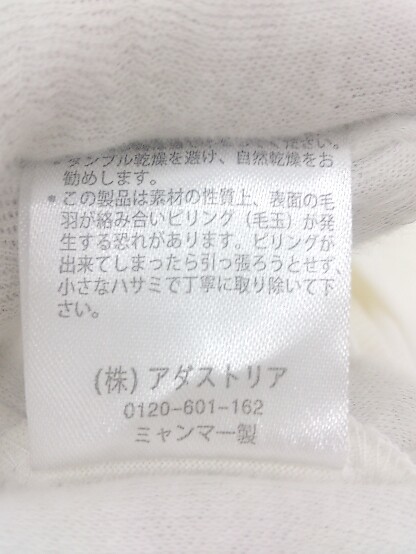 ください。
・タンブル乾燥を避け、自然乾燥をお
勧めします。
・この製品は素材の性質上、表面の毛
羽が絡み合いピリング（毛玉）が発
生する恐れがあります。ピリングが
出来てしまったら引っ張ろうとせず、
小さなハサミで丁寧に取り除いて下
さい。
(株) アダストリア
0120-601-162
ミャンマー製